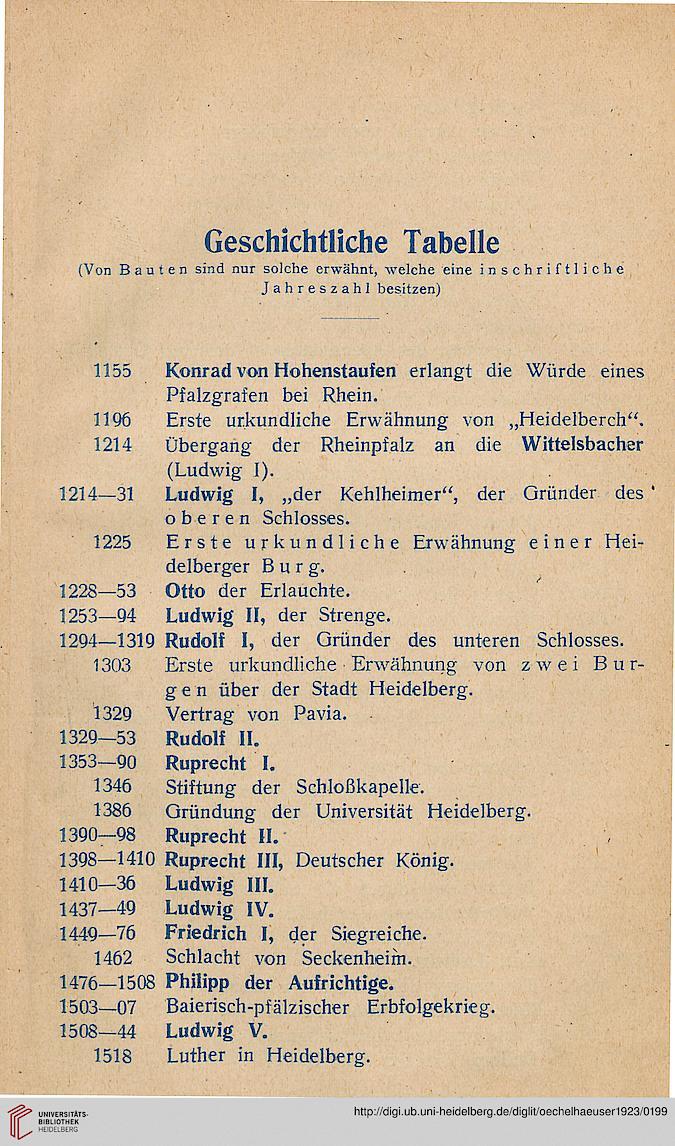 Geschichtliche Tabelle
(Von Bauten sind nur solche erwähnt, welche eine inschriftliche
Jahreszahl besitzen)
1155 Konrad von Hohenstaufen erlangt die Würde eines
Pfalzgrafen bei Rhein.
1196 Erste urkundliche Erwähnung von „Heidelberch“.
1214 Übergang der Rheinpfalz an die Wittelsbacher
(Ludwig I).
1214—31 Ludwig I, „der Kehlheimer“, der Gründer des
oberen Schlosses.
1225 Erste urkundliche Erwähnung einer Hei-
delberger Burg.
1228—53 Otto der Erlauchte.
1253—94 Ludwig II, der Strenge.
1294—1319 Rudolf I, der Gründer des unteren Schlosses.
1303 Erste urkundliche Erwähnung von zwei Bur-
gen über der Stadt Heidelberg.
1329 Vertrag von Pavia.
1329—53 Rudolf II.
1353—90 Ruprecht I.
1346 Stiftung der Schloßkapelle.
1386 Gründung der Universität Heidelberg.
1390—98 Ruprecht II.
1398—1410 Ruprecht III, Deutscher König.
1410—36 Ludwig III.
1437—49 Ludwig IV.
1449—76 Friedrich I, der Siegreiche.
1462 Schlacht von Seckenheim.
1476—1508 Philipp der Aufrichtige.
1503—07 Baierisch-pfälzischer Erbfolgekrieg.
1508—44 Ludwig V.
1518 Luther in Heidelberg.
UNIVERSITÄTS-
BIBLIOTHEK
HEIDELBERG
http://digi.ub.uni-heidelberg.de/diglit/oechelhaeuser1923/0199